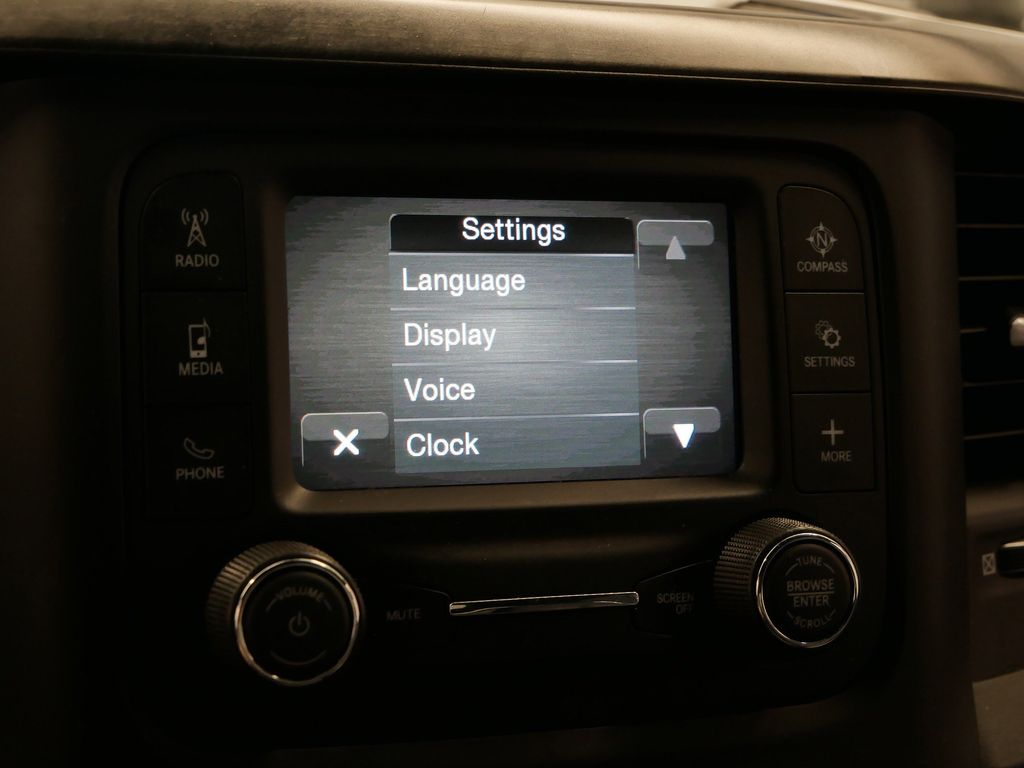 Settings
Language
Display
Voice
Clock
RADIO
MEDIA
PHONE
N
COMPASS
SETTINGS
MORE
VOLUME
MUTE
SCREEN
OFF
TUNE
BROWSE
ENTER
SCROLL